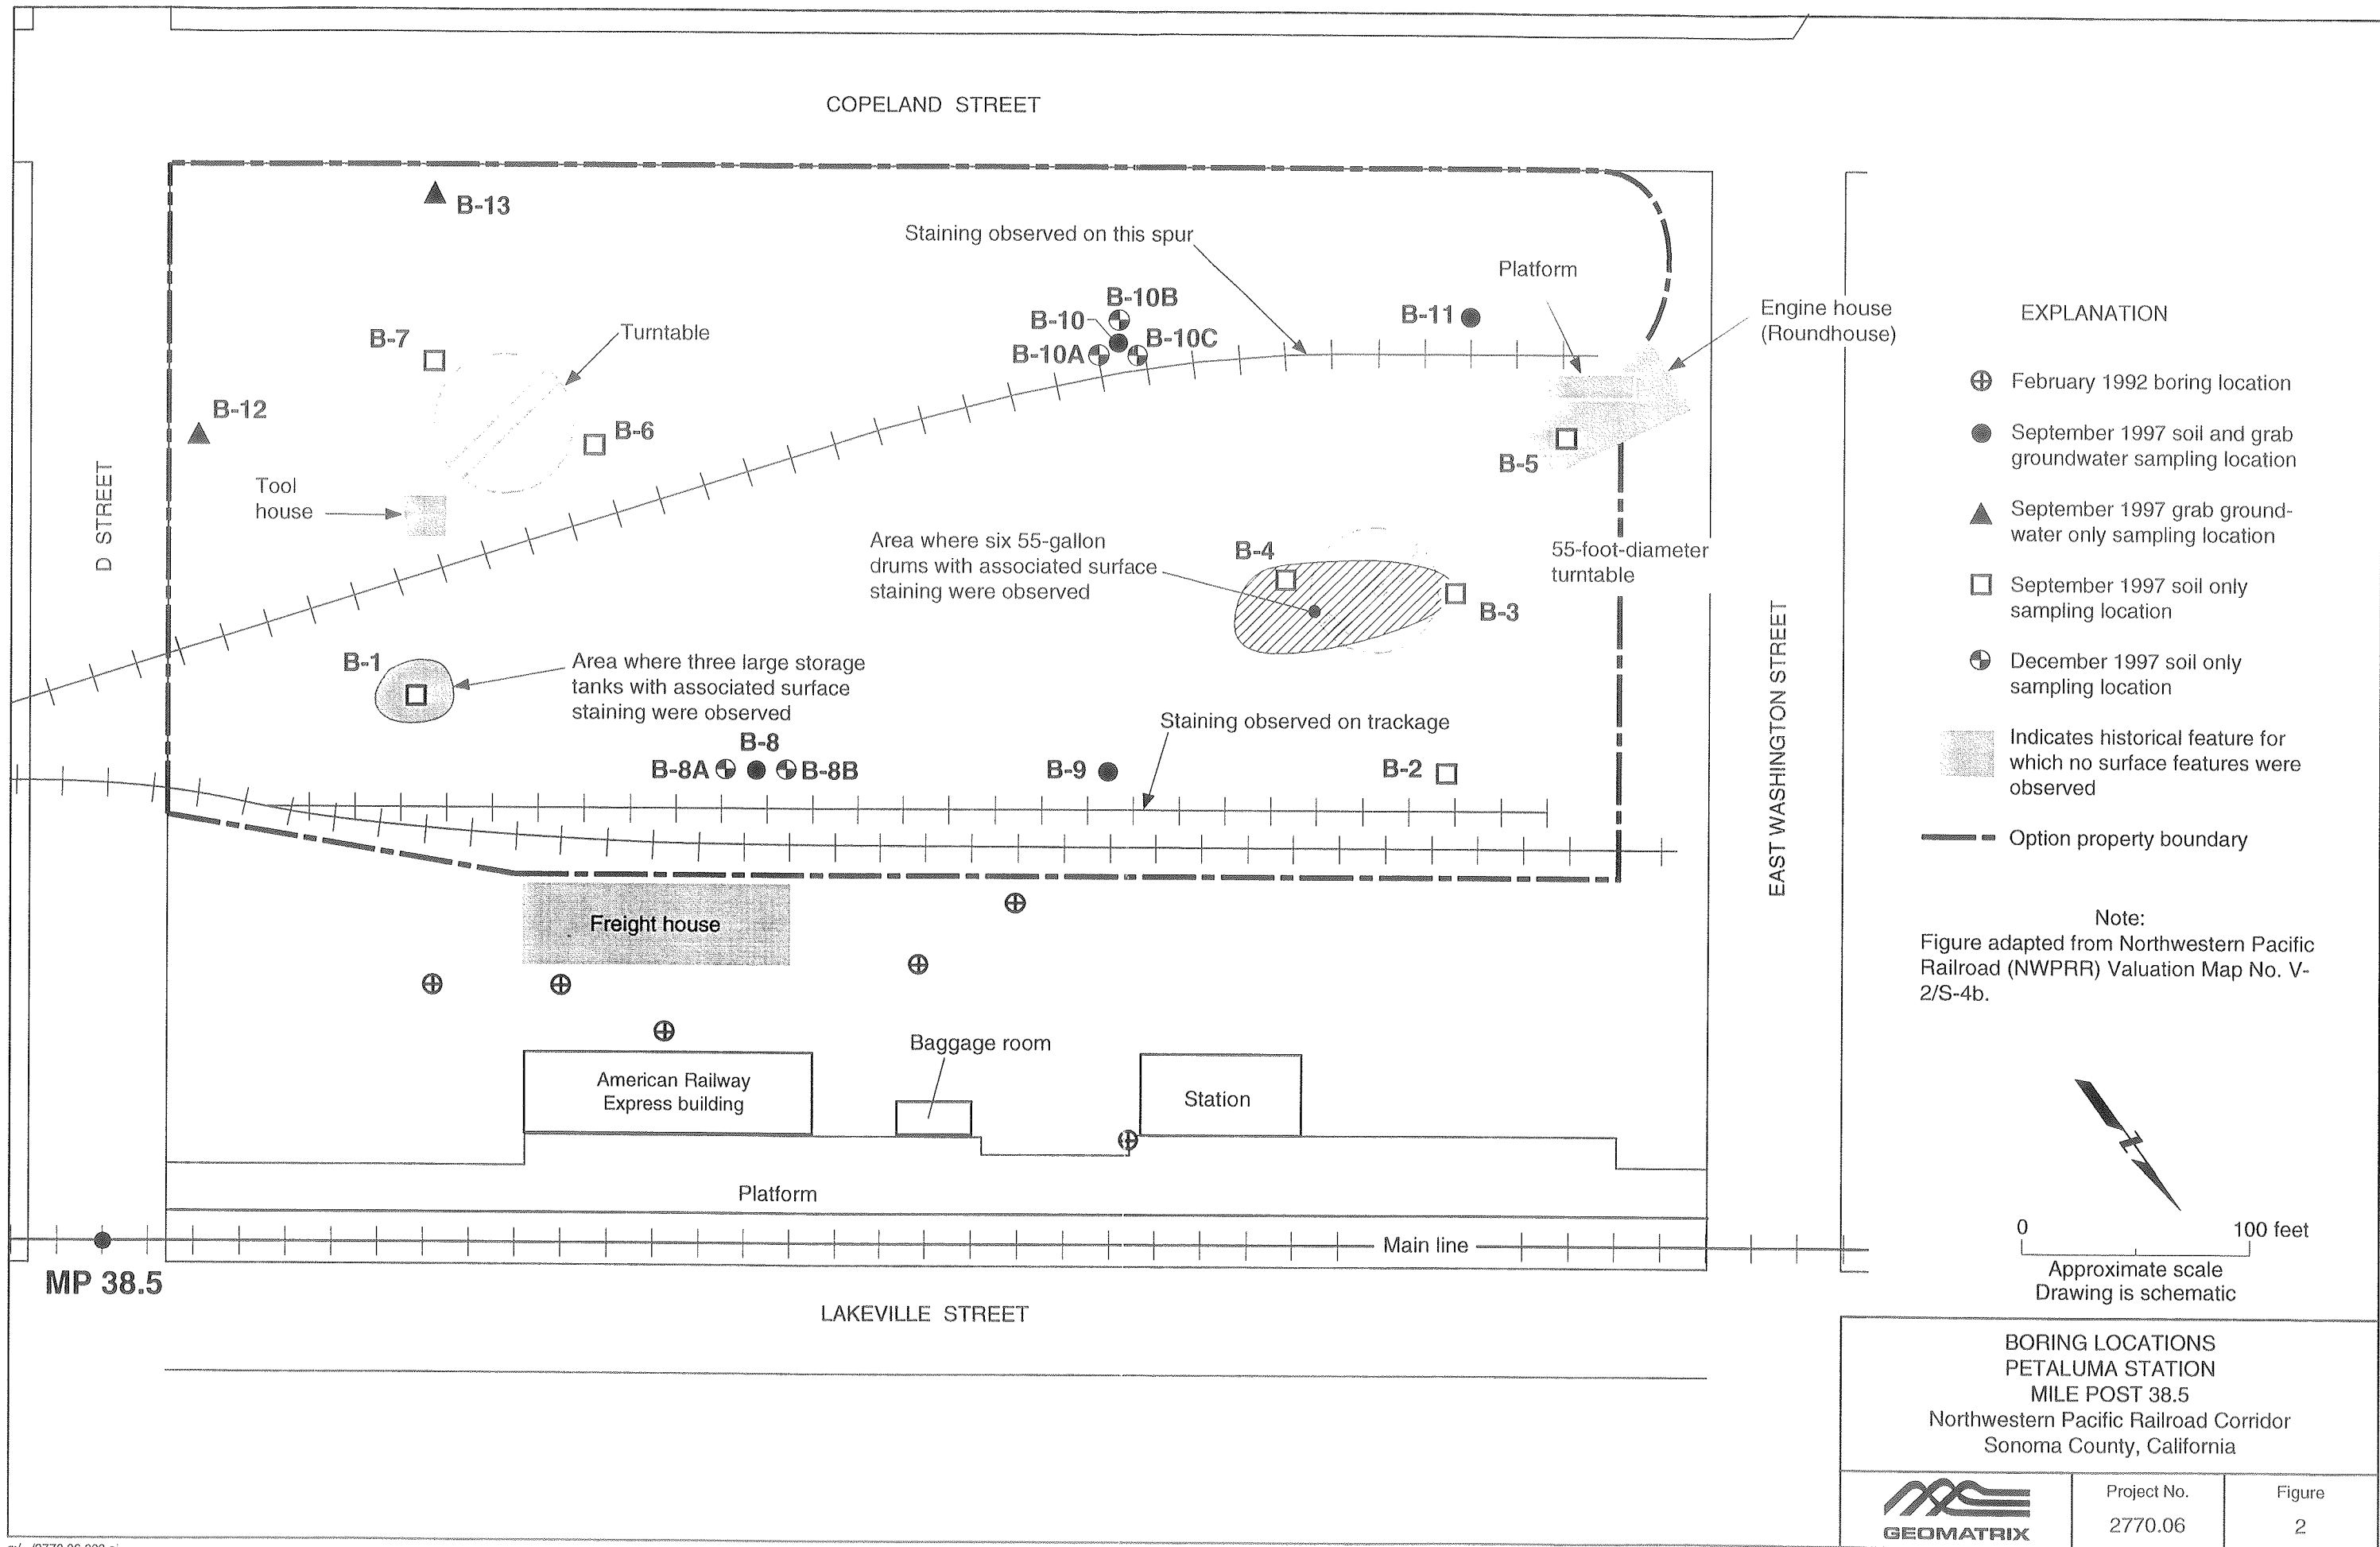 COPELAND STREET
B-13
Staining observed on this spur
Platform
B-10B
B-10
B-11
Engine house
(Roundhouse)
B-7
Turntable
B-10A
B-10C
B-12
B-6
B-5
D STREET
Tool
house
Area where six 55-gallon
drums with associated surface
staining were observed
B-4
55-foot-diameter
turntable
B-3
EAST WASHINGTON STREET
B-1
Area where three large storage
tanks with associated surface
staining were observed
Staining observed on trackage
B-8
B-8A
B-8B
B-9
B-2
Freight house
Baggage room
American Railway
Express building
Station
Platform
Main line
MP 38.5
LAKEVILLE STREET
EXPLANATION
February 1992 boring location
September 1997 soil and grab
groundwater sampling location
September 1997 grab ground-
water only sampling location
September 1997 soil only
sampling location
December 1997 soil only
sampling location
Indicates historical feature for
which no surface features were
observed
Option property boundary
Note:
Figure adapted from Northwestern Pacific
Railroad (NWPRR) Valuation Map No. V-
2/S-4b.
0 100 feet
Approximate scale
Drawing is schematic
BORING LOCATIONS
PETALUMA STATION
MILE POST 38.5
Northwestern Pacific Railroad Corridor
Sonoma County, California
GEOMATRIX
Project No.
2770.06
Figure
2